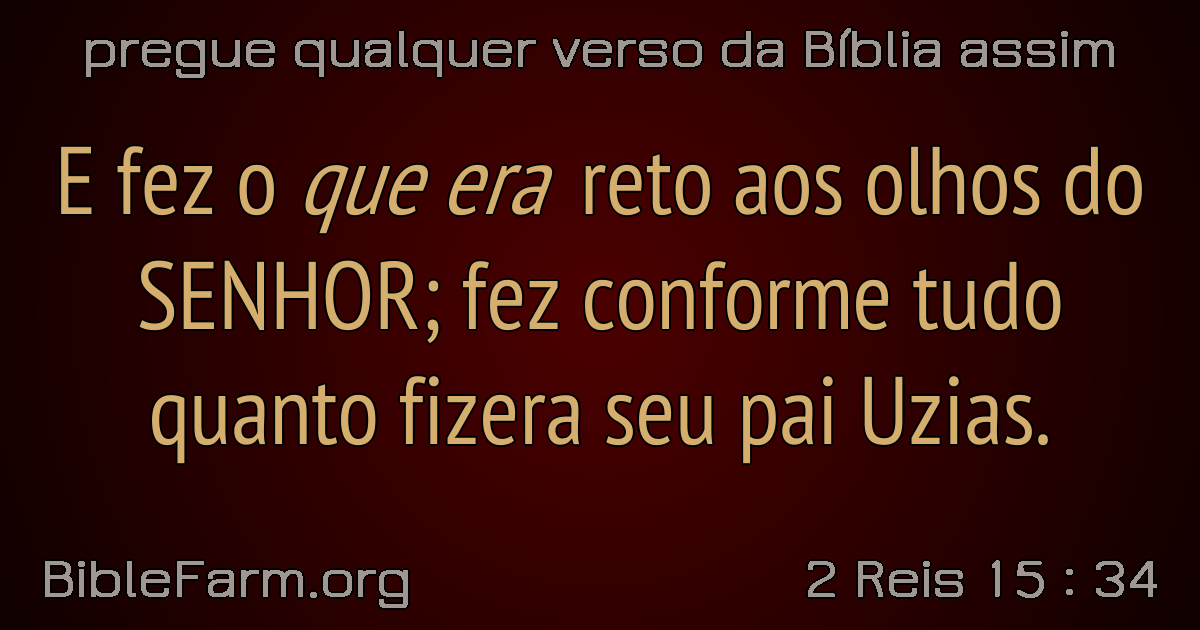 pregue qualquer verso da Bíblia assim
E fez o que era reto aos olhos do
SENHOR; fez conforme tudo
quanto fizera seu pai Uzias.
BibleFarm.org
2 Reis 15 : 34